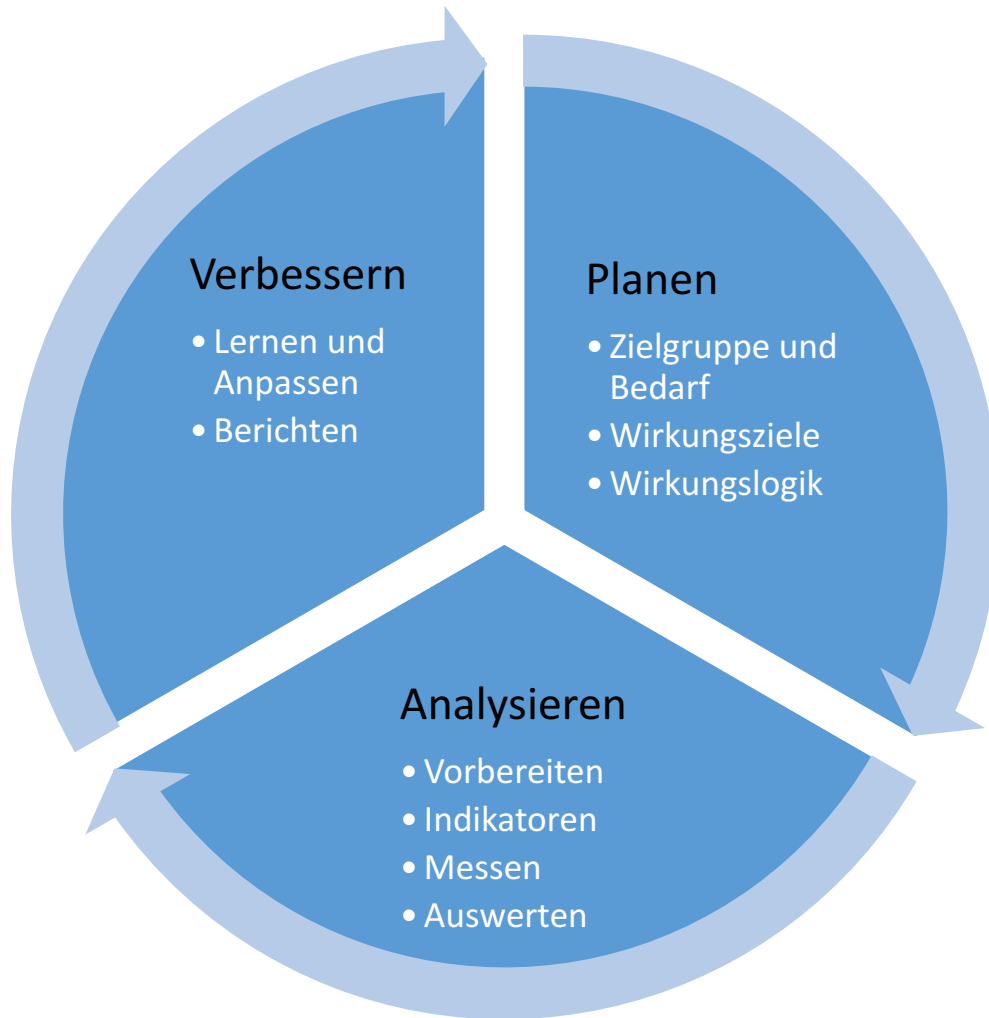 Verbessern
• Lernen und
Anpassen
• Berichten
Planen
• Zielgruppe und
Bedarf
• Wirkungsziele
• Wirkungslogik
Analysieren
• Vorbereiten
• Indikatoren
• Messen
• Auswerten